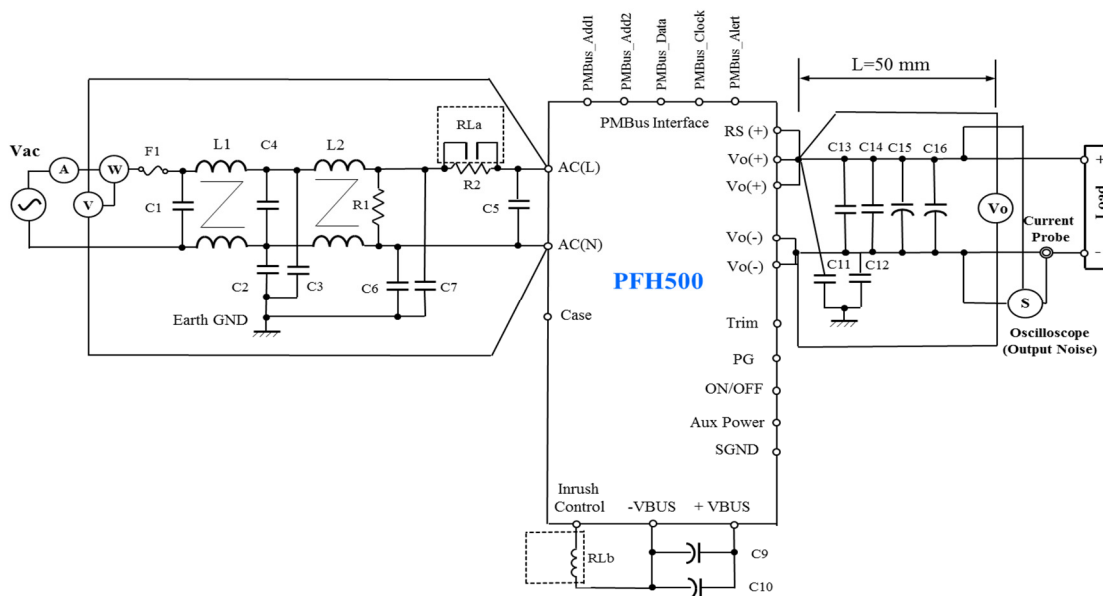 PMBus_Add1
PMBus_Add2
PMBus_Data
PMBus_Clock
PMBus_Alert
L=50 mm
PMBus Interface
RLa
RS (+)
Vac
F1
L1
C4
L2
A
W
V
R2
AC(L)
Vo(+)
C13
C14
C15
C16
+
Vo(+)
C1
R1
C5
Vo
Load
Current
Probe
AC(N)
Vo(-)
-
Vo(-)
C11
C12
C2
C3
C6
C7
PFH500
S
Earth GND
Case
Trim
Oscilloscope
(Output Noise)
PG
ON/OFF
Aux Power
SGND
Inrush
Control
-VBUS
+ VBUS
RLb
C9
C10